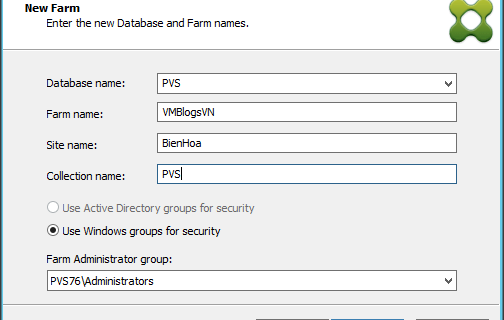 New Farm
Enter the new Database and Farm names.
Database name: PVS
Farm name: VMBlogsVN
Site name: BienHoa
Collection name: PVS
Use Active Directory groups for security
Use Windows groups for security
Farm Administrator group:
PVS76\Administrators